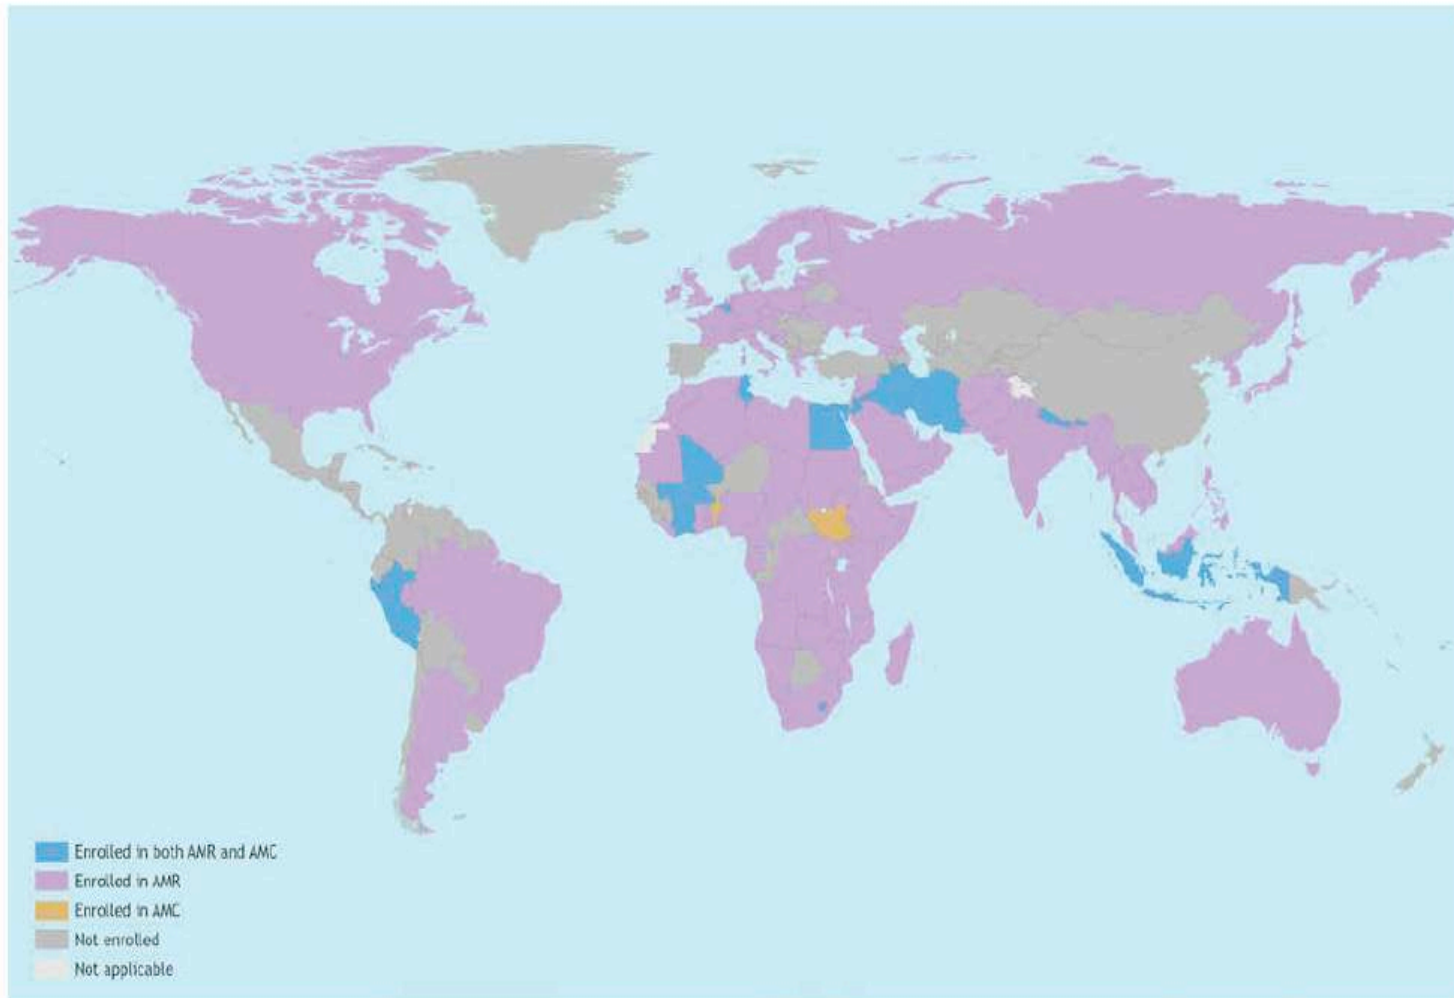 Enrolled in both AMR and AMC
Enrolled in AMR
Enrolled in AMC
Not enrolled
Not applicable